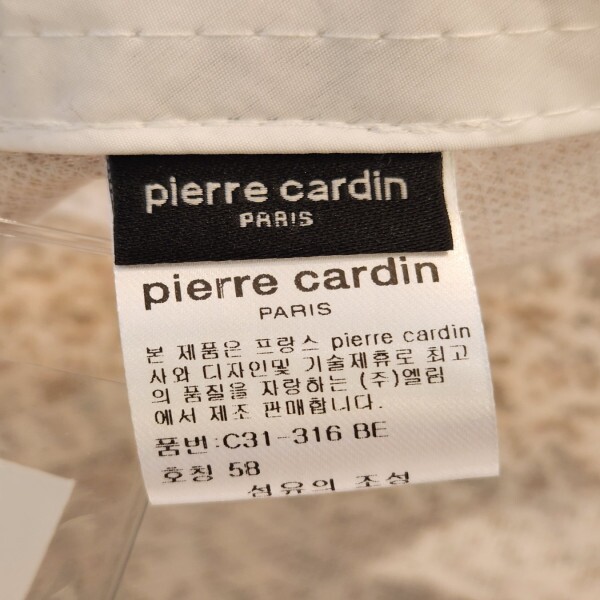 pierre cardin
PARIS
pierre cardin
PARIS
본 제품은 프랑스 pierre cardin
사와 디자인및 기술제휴로 최고
의 품질을 자랑하는 (주)엘림
에서 제조 판매합니다.
품번:C31-316 BE
호칭 58
섬유의 조성